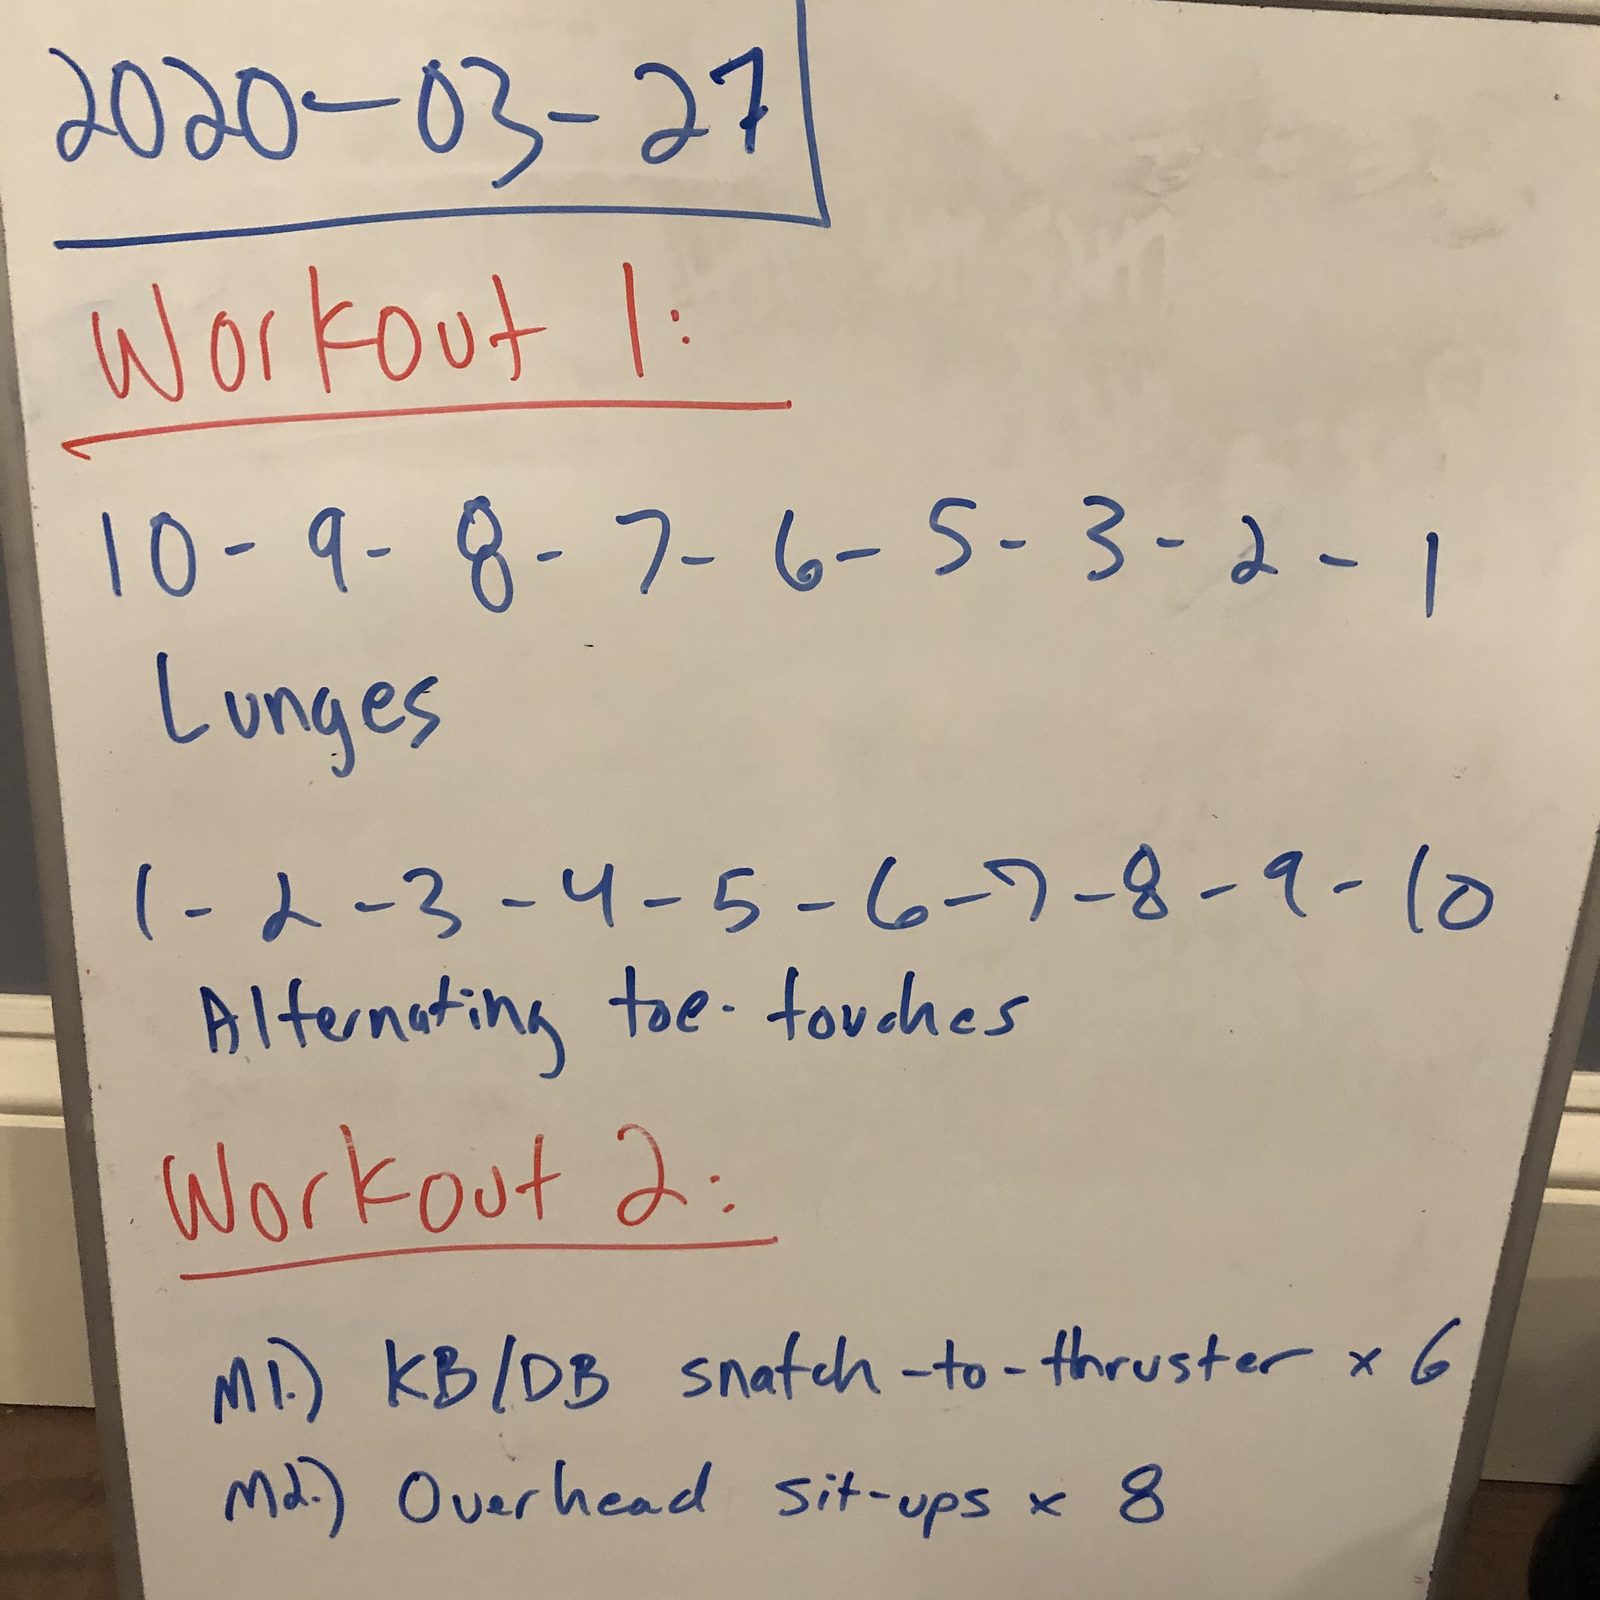 2020-03-27
Workout 1:
10-9-8-7-6-5-3-2-1
Lunges
1-2-3-4-5-6-7-8-9-10
Alternating toe-touches
Workout 2:
M1.) KB/DB snatch-to-thruster x 6
M2.) Overhead sit-ups x 8